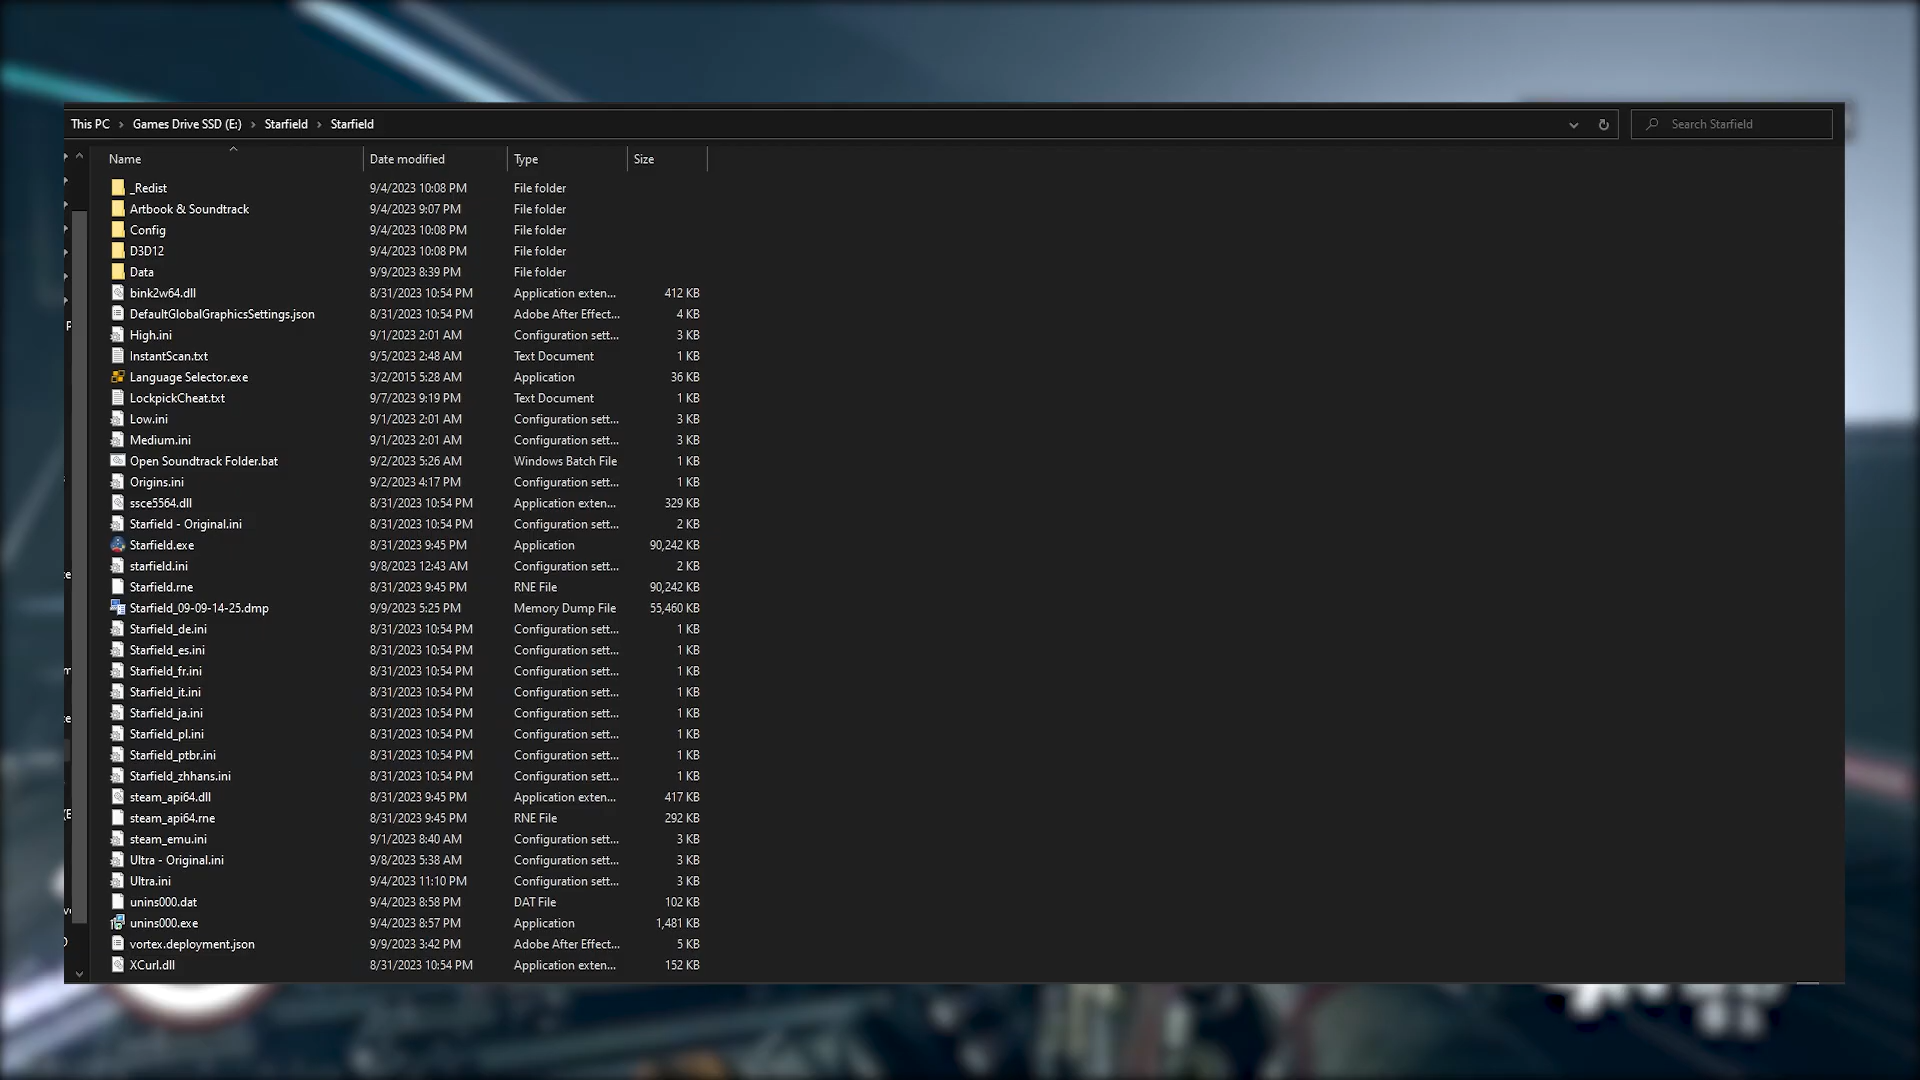 This PC > Games Drive SSD (E:) > Starfield > Starfield Search Starfield
Name Date modified Type Size
_Redist 9/4/2023 10:08 PM File folder
Artbook & Soundtrack 9/4/2023 9:07 PM File folder
Config 9/4/2023 10:08 PM File folder
D3D12 9/4/2023 10:08 PM File folder
Data 9/9/2023 8:39 PM File folder
bink2w64.dll 8/31/2023 10:54 PM Application exten... 412 KB
DefaultGlobalGraphicsSettings.json 8/31/2023 10:54 PM Adobe After Effect... 4 KB
High.ini 9/1/2023 2:01 AM Configuration sett... 3 KB
InstantScan.txt 9/5/2023 2:48 AM Text Document 1 KB
Language Selector.exe 3/2/2015 5:28 AM Application 36 KB
LockpickCheat.txt 9/7/2023 9:19 PM Text Document 1 KB
Low.ini 9/1/2023 2:01 AM Configuration sett... 3 KB
Medium.ini 9/1/2023 2:01 AM Configuration sett... 3 KB
Open Soundtrack Folder.bat 9/2/2023 5:26 AM Windows Batch File 1 KB
Origins.ini 9/2/2023 4:17 PM Configuration sett... 1 KB
ssce5564.dll 8/31/2023 10:54 PM Application exten... 329 KB
Starfield - Original.ini 8/31/2023 10:54 PM Configuration sett... 2 KB
Starfield.exe 8/31/2023 9:45 PM Application 90,242 KB
starfield.ini 9/8/2023 12:43 AM Configuration sett... 2 KB
Starfield.rne 8/31/2023 9:45 PM RNE File 90,242 KB
Starfield_09-09-14-25.dmp 9/9/2023 5:25 PM Memory Dump File 55,460 KB
Starfield_de.ini 8/31/2023 10:54 PM Configuration sett... 1 KB
Starfield_es.ini 8/31/2023 10:54 PM Configuration sett... 1 KB
Starfield_fr.ini 8/31/2023 10:54 PM Configuration sett... 1 KB
Starfield_it.ini 8/31/2023 10:54 PM Configuration sett... 1 KB
Starfield_ja.ini 8/31/2023 10:54 PM Configuration sett... 1 KB
Starfield_pl.ini 8/31/2023 10:54 PM Configuration sett... 1 KB
Starfield_ptbr.ini 8/31/2023 10:54 PM Configuration sett... 1 KB
Starfield_zhhans.ini 8/31/2023 10:54 PM Configuration sett... 1 KB
steam_api64.dll 8/31/2023 9:45 PM Application exten... 417 KB
steam_api64.rne 8/31/2023 9:45 PM RNE File 292 KB
steam_emu.ini 9/1/2023 8:40 AM Configuration sett... 3 KB
Ultra - Original.ini 9/8/2023 5:38 AM Configuration sett... 3 KB
Ultra.ini 9/4/2023 11:10 PM Configuration sett... 3 KB
unins000.dat 9/4/2023 8:58 PM DAT File 102 KB
unins000.exe 9/4/2023 8:57 PM Application 1,481 KB
vortex.deployment.json 9/9/2023 3:42 PM Adobe After Effect... 5 KB
XCurl.dll 8/31/2023 10:54 PM Application exten... 152 KB